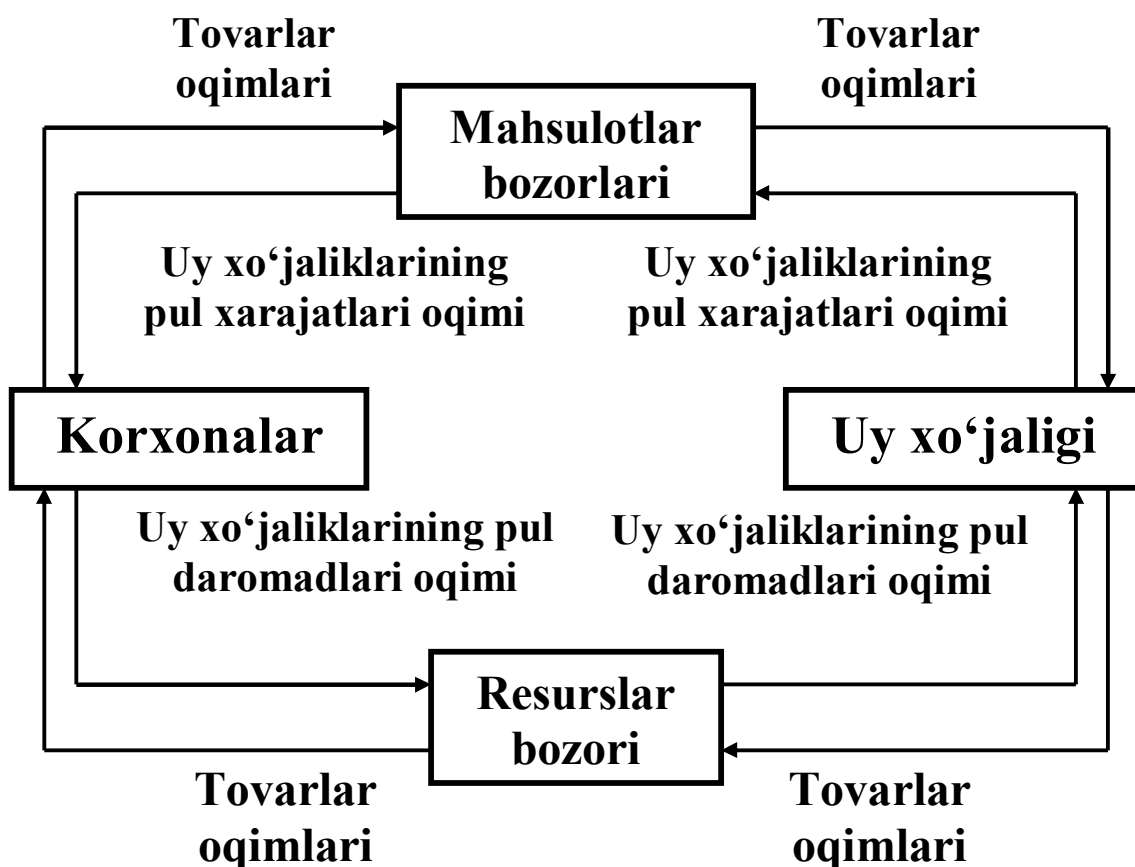 Tovarlar
oqimlari
Tovarlar
oqimlari
Mahsulotlar
bozorlari
Uy xo‘jaliklarining
pul xarajatlari oqimi
Uy xo‘jaliklarining
pul xarajatlari oqimi
Korxonalar
Uy xo‘jaligi
Uy xo‘jaliklarining pul
daromadlari oqimi
Uy xo‘jaliklarining pul
daromadlari oqimi
Resurslar
bozori
Tovarlar
oqimlari
Tovarlar
oqimlari